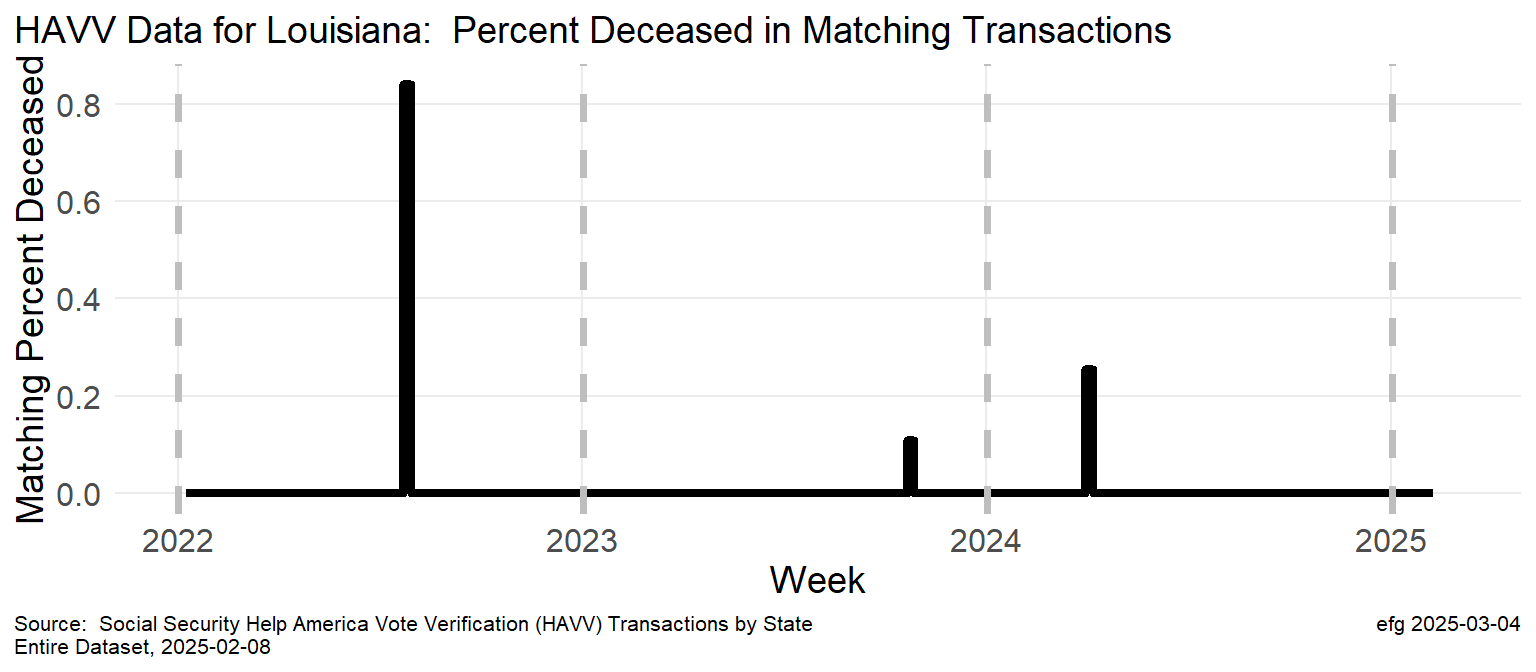 HAVV Data for Louisiana:  Percent Deceased in Matching Transactions
Matching Percent Deceased
0.8
0.6
0.4
0.2
0.0
2022 2023 2024 2025
Week
Source:  Social Security Help America Vote Verification (HAVV) Transactions by State
Entire Dataset, 2025-02-08
efg 2025-03-04